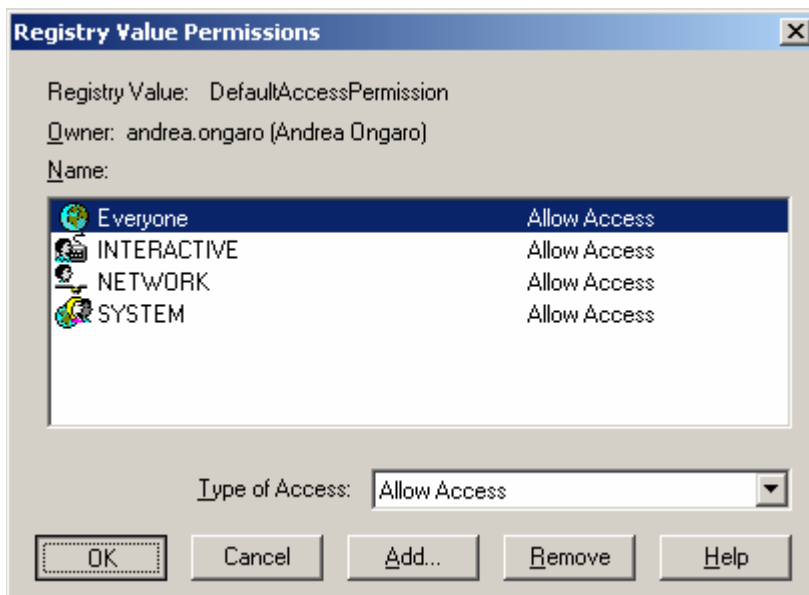 Registry Value Permissions
Registry Value: DefaultAccessPermission
Owner: andrea.ongaro (Andrea Ongaro)
Name:
Everyone Allow Access
INTERACTIVE Allow Access
NETWORK Allow Access
SYSTEM Allow Access
Type of Access: Allow Access
OK Cancel Add... Remove Help